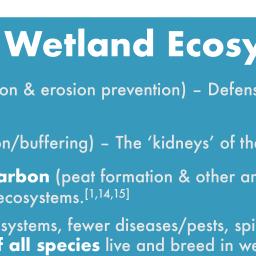 Wetland Ecosy
on & erosion prevention) – Defens
on/buffering) – The ‘kidneys’ of the
arbon (peat formation & other an
ecosystems.[1,14,15]
systems, fewer diseases/pests, spi
f all species live and breed in we